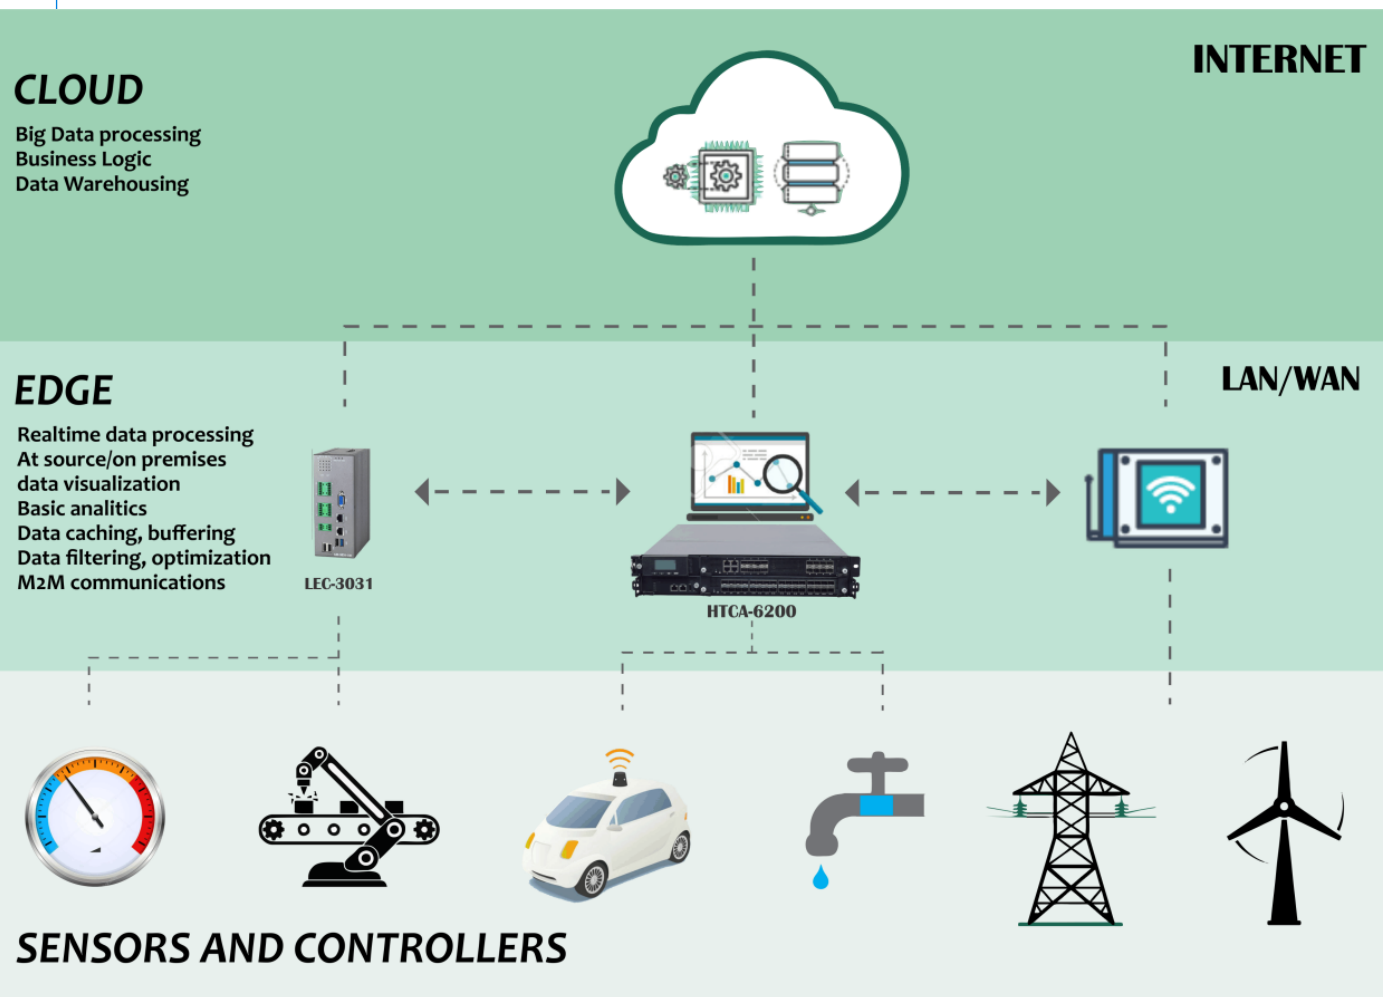 CLOUD
Big Data processing
Business Logic
Data Warehousing
INTERNET
EDGE
Realtime data processing
At source/on premises
data visualization
Basic analitics
Data caching, buffering
Data filtering, optimization
M2M communications
LAN/WAN
LEC-3031
HTCA-6200
SENSORS AND CONTROLLERS